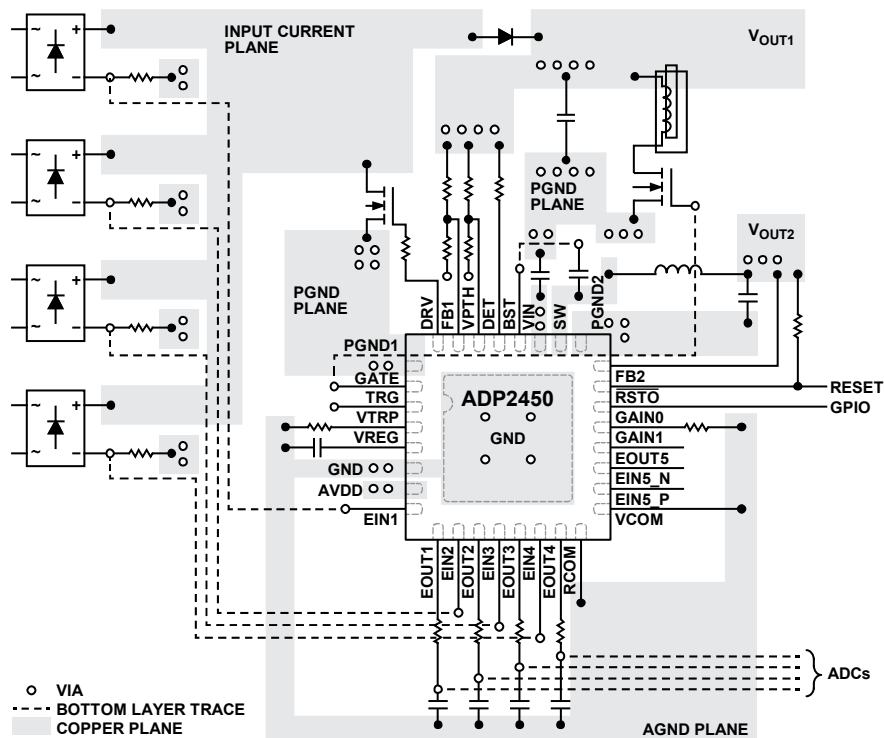 INPUT CURRENT
PLANE
VOUT1
~ +
~ −
~ +
~ −
~ +
~ −
~ +
~ −
PGND
PLANE
VOUT2
PGND
PLANE
DRV
FB1
VPTH
DET
BST
VIN
SW
PGND2
PGND1
GATE
TRG
VTRP
VREG
GND
AVDD
EIN1
ADP2450
GND
FB2
RSTO
GAIN0
GAIN1
EOUT5
EIN5_N
EIN5_P
VCOM
RESET
GPIO
EOUT1
EIN2
EOUT2
EIN3
EOUT3
EIN4
EOUT4
RCOM
ADCs
VIA
BOTTOM LAYER TRACE
COPPER PLANE
AGND PLANE